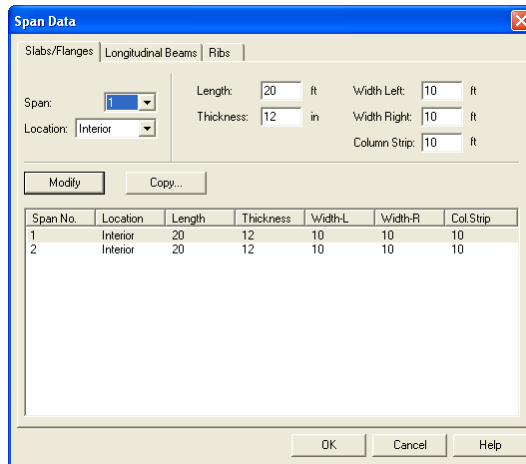 Span Data
Slabs/Flanges Longitudinal Beams Ribs
Span: 1
Location: Interior
Length: 20 ft
Thickness: 12 in
Width Left: 10 ft
Width Right: 10 ft
Column Strip: 10 ft
Modify Copy...
Span No. Location Length Thickness Width-L Width-R Col.Strip
1 Interior 20 12 10 10 10
2 Interior 20 12 10 10 10
OK Cancel Help